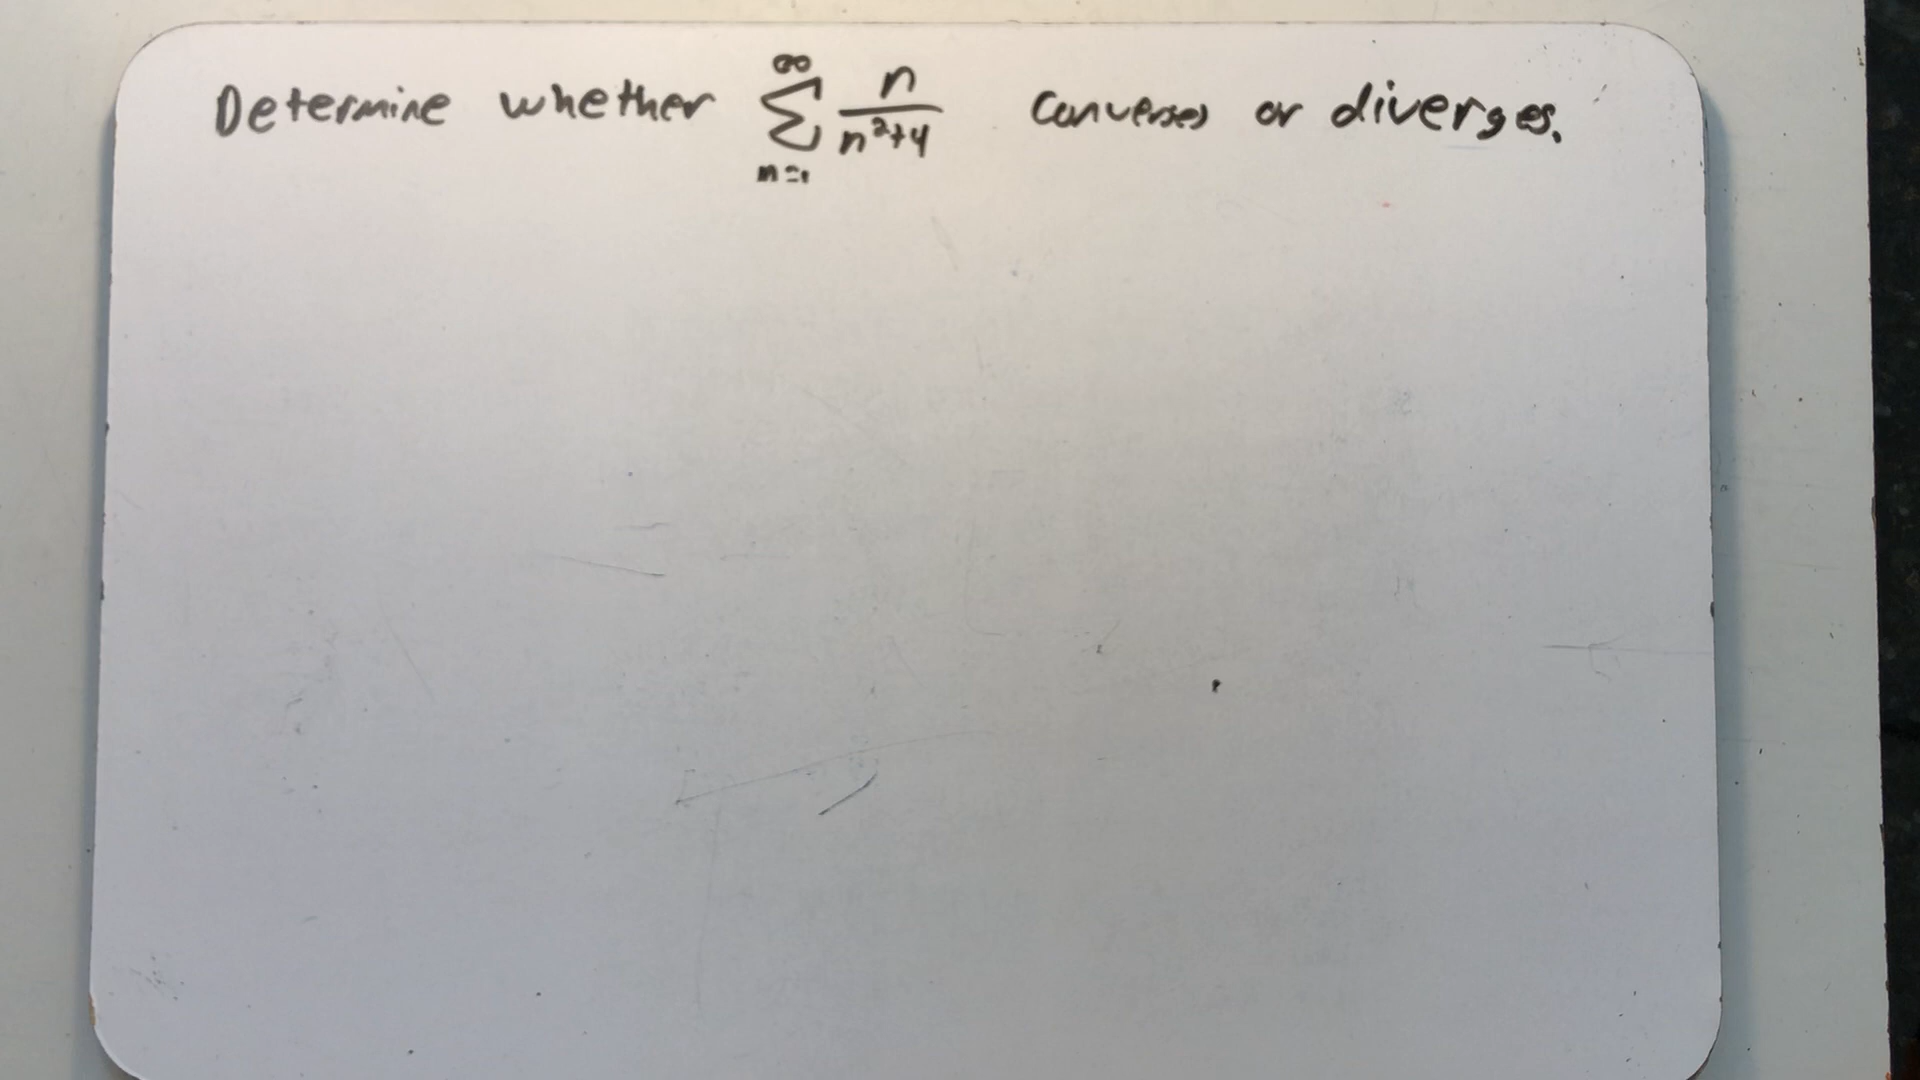 Determine whether ∑_{n=1}^{∞} n/(n²+4) converges or diverges.